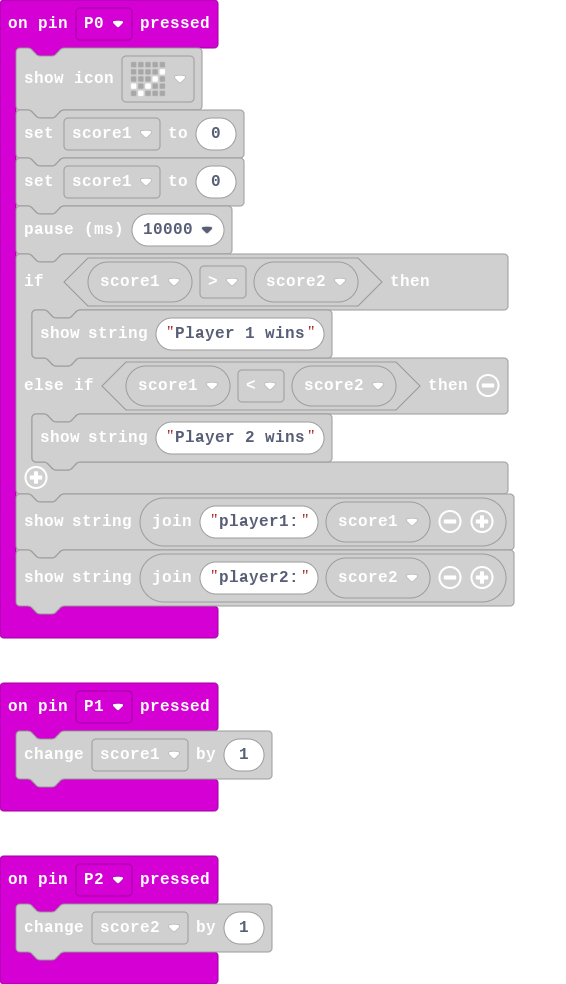 on pin P0 pressed
show icon
set score1 to 0
set score1 to 0
pause (ms) 10000
if score1 > score2 then
show string "Player 1 wins"
else if score1 < score2 then
show string "Player 2 wins"
show string join "player1:" score1
show string join "player2:" score2
on pin P1 pressed
change score1 by 1
on pin P2 pressed
change score2 by 1